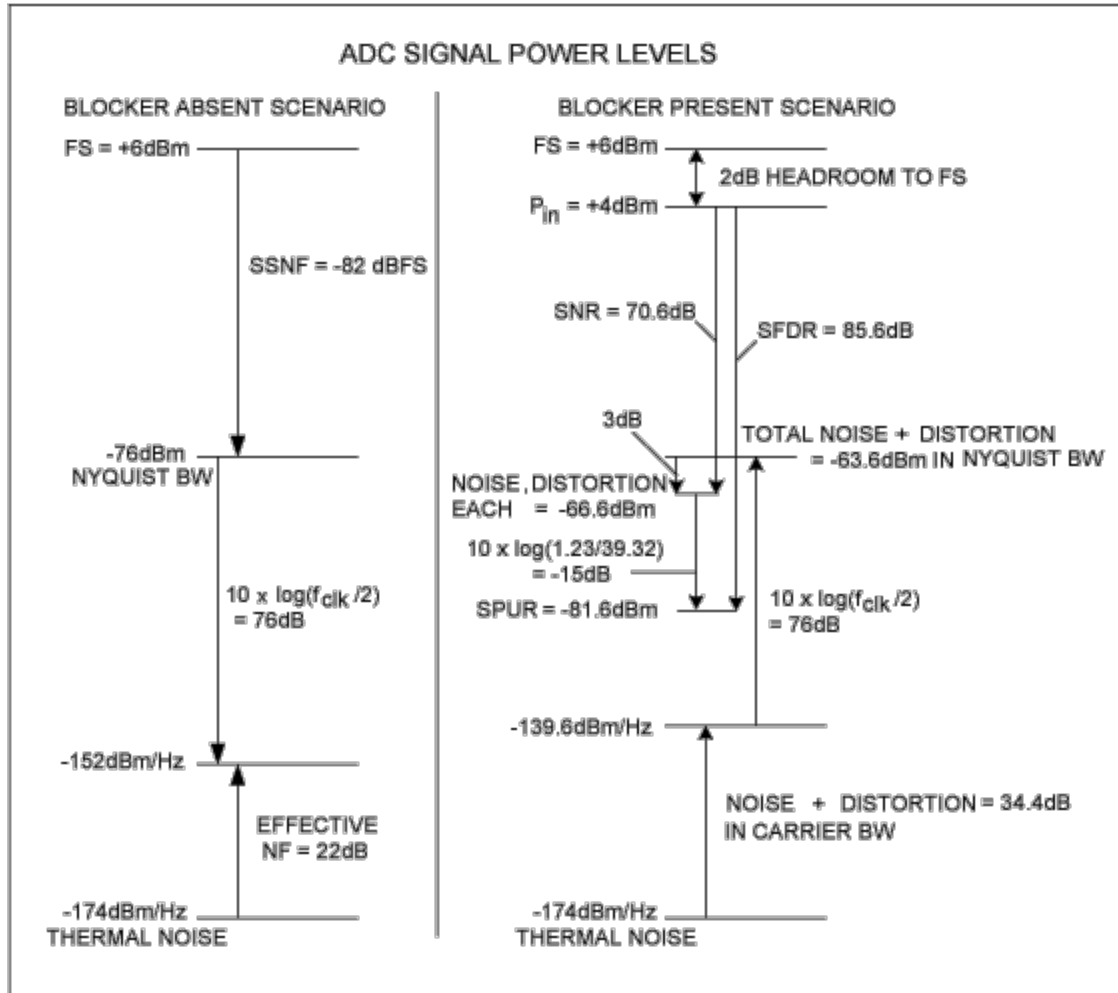 ADC SIGNAL POWER LEVELS
BLOCKER ABSENT SCENARIO
FS = +6dBm
SSNF = -82 dBFS
-76dBm
NYQUIST BW
10 x log(fclk /2)
= 76dB
-152dBm/Hz
EFFECTIVE
NF = 22dB
-174dBm/Hz
THERMAL NOISE
BLOCKER PRESENT SCENARIO
FS = +6dBm
2dB HEADROOM TO FS
Pin = +4dBm
SNR = 70.6dB
SFDR = 85.6dB
3dB
TOTAL NOISE + DISTORTION
= -63.6dBm IN NYQUIST BW
NOISE, DISTORTION
EACH = -66.6dBm
10 x log(1.23/39.32)
= -15dB
SPUR = -81.6dBm
10 x log(fclk /2)
= 76dB
-139.6dBm/Hz
NOISE + DISTORTION = 34.4dB
IN CARRIER BW
-174dBm/Hz
THERMAL NOISE